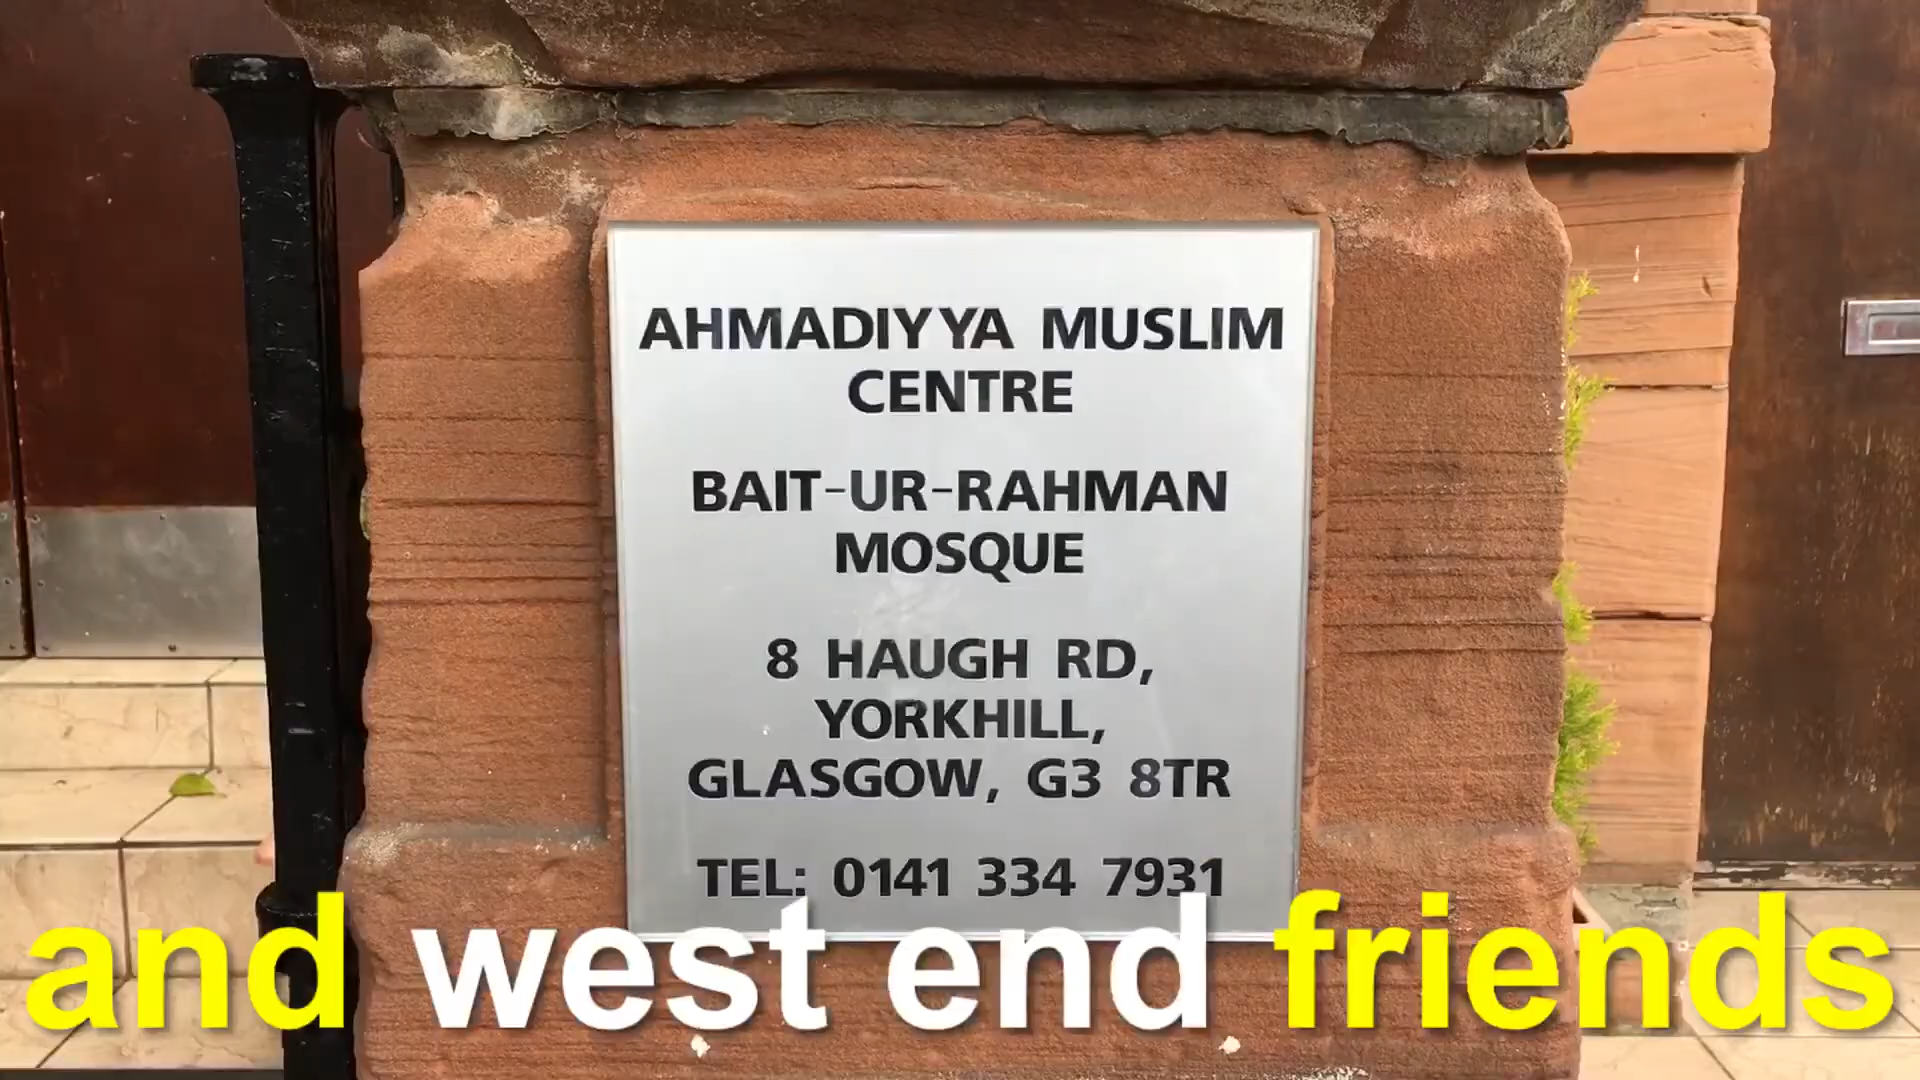 AHMADIYYA MUSLIM
CENTRE
BAIT-UR-RAHMAN
MOSQUE
8 HAUGH RD,
YORKHILL,
GLASGOW, G3 8TR
TEL: 0141 334 7931
and west end friends